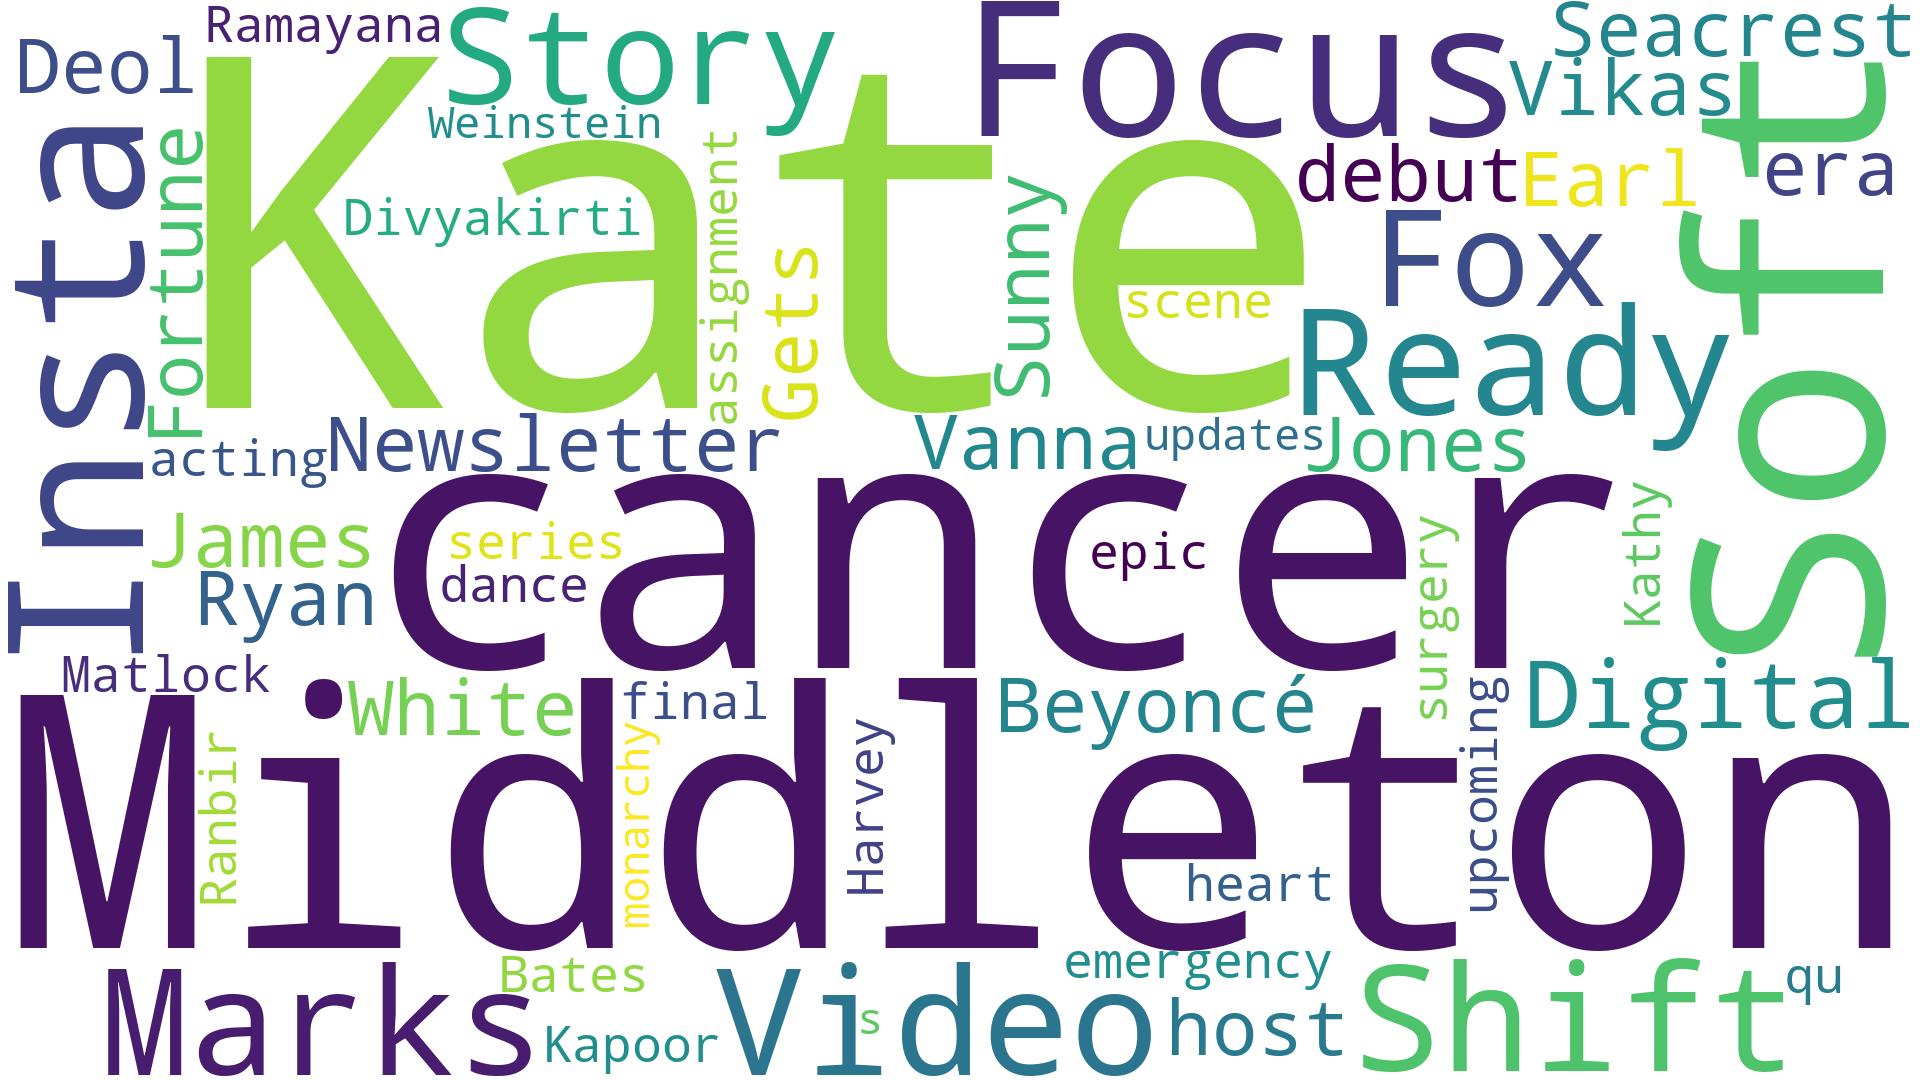 Ramayana
Deol
Story
Focus
Seacrest
Vikas
Kate
Weinstein
Insta
Fortune
Divyakirti
assignment
Gets
Sunny
scene
debut
Earl
era
Fox
Ready
Soft
acting
Newsletter
Vanna
updates
Jones
cancer
James
series
dance
epic
Ryan
surgery
Kathy
Matlock
White
final
Beyoncé
Digital
Middleton
Ranbir
monarchy
Harvey
heart
upcoming
Marks
Bates
Kapoor
Video
s
emergency
host
Shift
qu